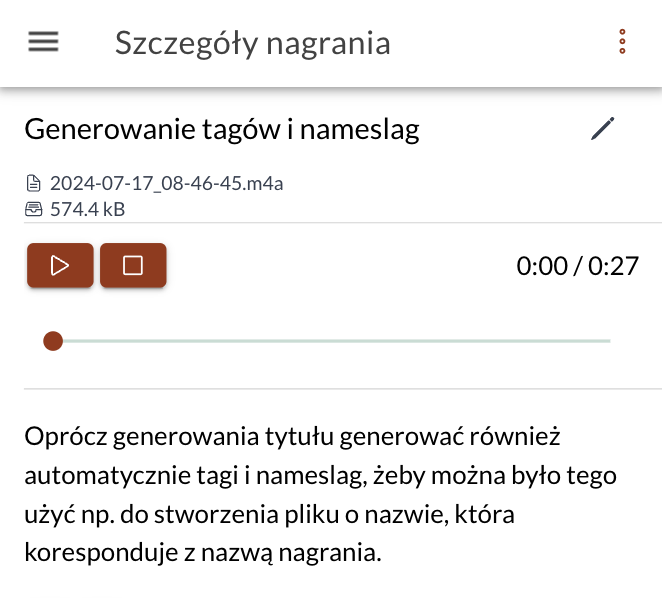 Szczegóły nagrania
Generowanie tagów i nameslag
2024-07-17_08-46-45.m4a
574.4 kB
0:00 / 0:27
Oprócz generowania tytułu generować również
automatycznie tagi i nameslag, żeby można było tego
użyć np. do stworzenia pliku o nazwie, która
koresponduje z nazwą nagrania.